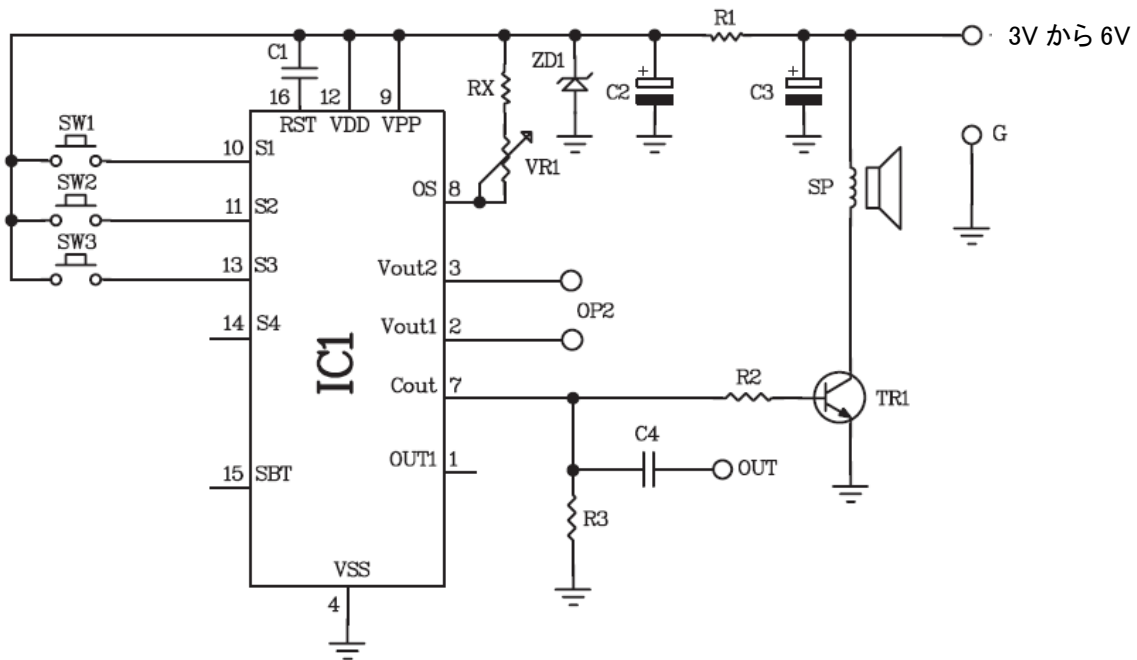 R1
3V から 6V
C1
ZD1
RX
C2
C3
16
12
9
RST
VDD
VPP
G
SW1
10
S1
VR1
SP
OS
8
SW2
11
S2
SW3
13
S3
Vout2
3
OP2
14
S4
Vout1
2
IC1
Cout
7
R2
TR1
C4
OUT
15
SBT
OUT1
1
R3
VSS
4